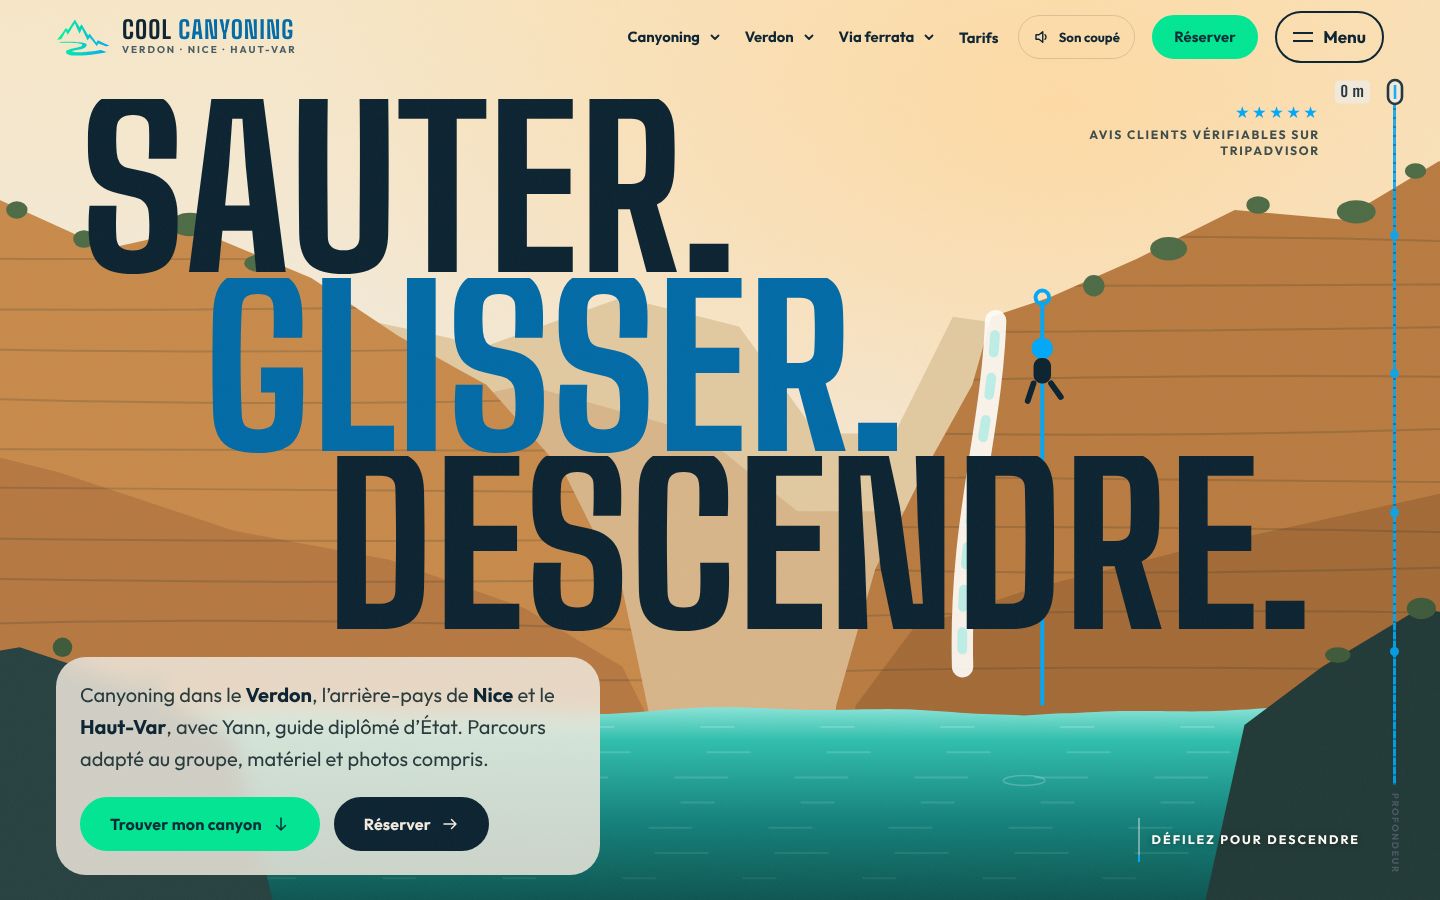 COOL CANYONING
VERDON · NICE · HAUT-VAR
Canyoning
Verdon
Via ferrata
Tarifs
Son coupé
Réserver
Menu
0 m
★★★★★
AVIS CLIENTS VÉRIFIABLES SUR
TRIPADVISOR
SAUTER.
GLISSER.
DESCENDRE.
Canyoning dans le Verdon, l’arrière-pays de Nice et le
Haut-Var, avec Yann, guide diplômé d’État. Parcours
adapté au groupe, matériel et photos compris.
Trouver mon canyon ↓
Réserver →
DÉFILEZ POUR DESCENDRE
PROFONDEUR